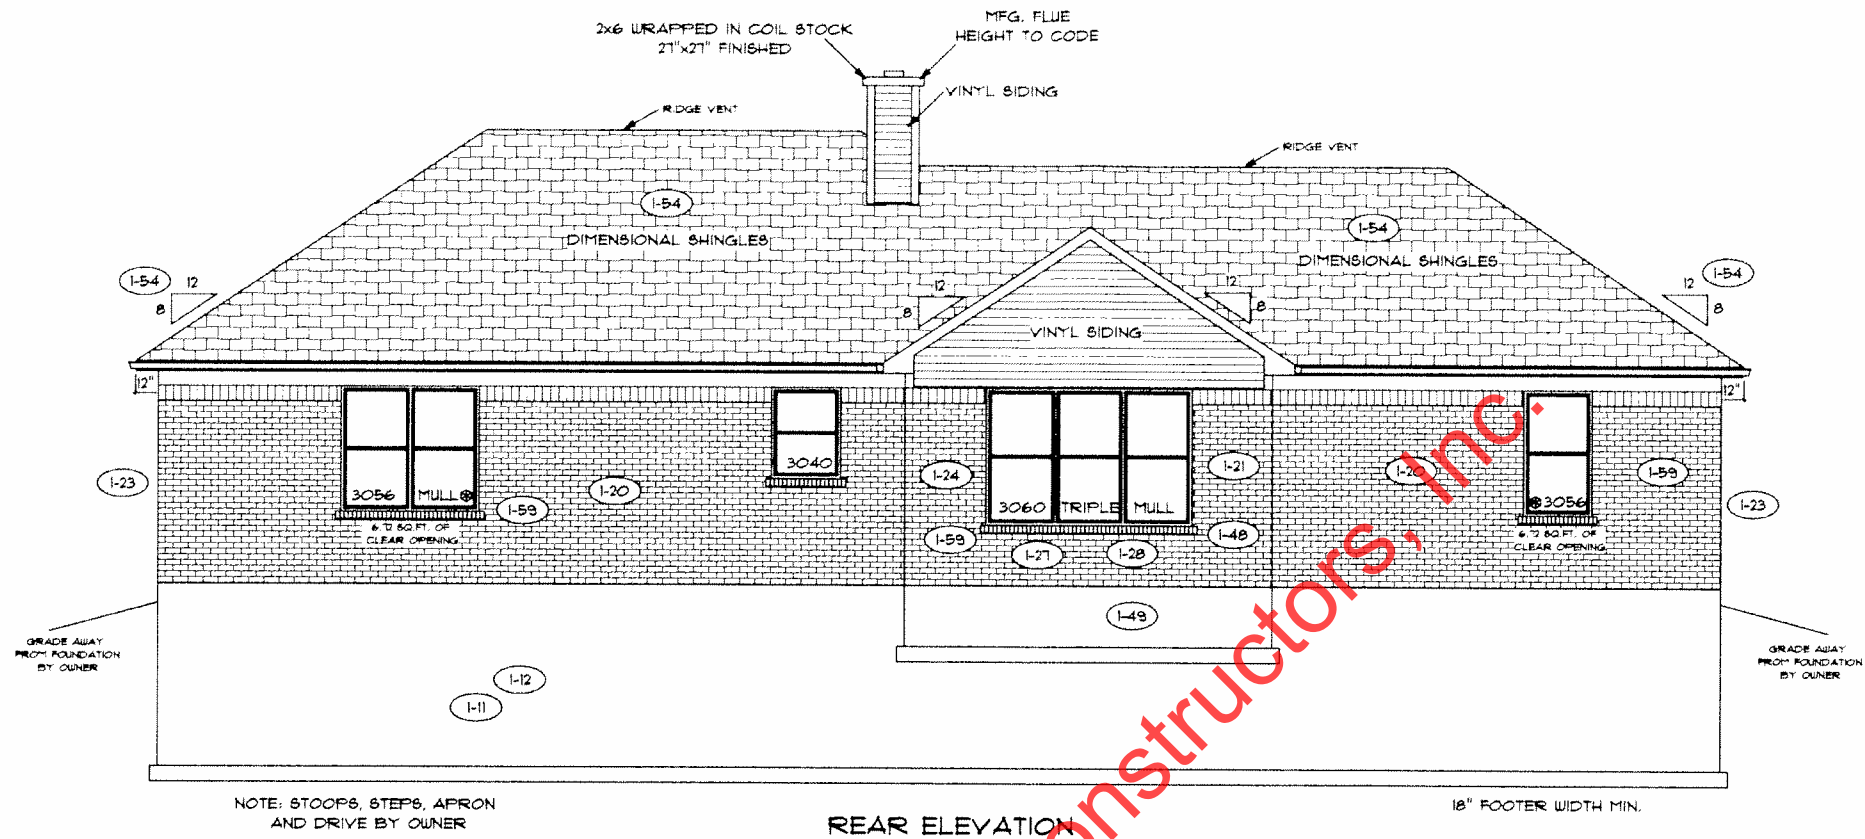 2x6 WRAPPED IN COIL STOCK
27"x27" FINISHED
MFG. FLUE
HEIGHT TO CODE
VINYL SIDING
RIDGE VENT
RIDGE VENT
1-54
DIMENSIONAL SHINGLES
1-54
DIMENSIONAL SHINGLES
1-54
12
8
12
8
12
8
12
8
1-54
VINYL SIDING
12"
12"
3056 MULL
3040
3060 TRIPLE MULL
3056
1-23
1-59
1-20
1-24
1-21
1-20
1-59
1-23
6.72 SQ.FT. OF
CLEAR OPENING
1-59
1-27
1-28
1-48
6.72 SQ.FT. OF
CLEAR OPENING
1-49
GRADE AWAY
FROM FOUNDATION
BY OWNER
GRADE AWAY
FROM FOUNDATION
BY OWNER
1-12
1-11
NOTE: STOOPS, STEPS, APRON
AND DRIVE BY OWNER
REAR ELEVATION
18" FOOTER WIDTH MIN.
onstructors, Inc.